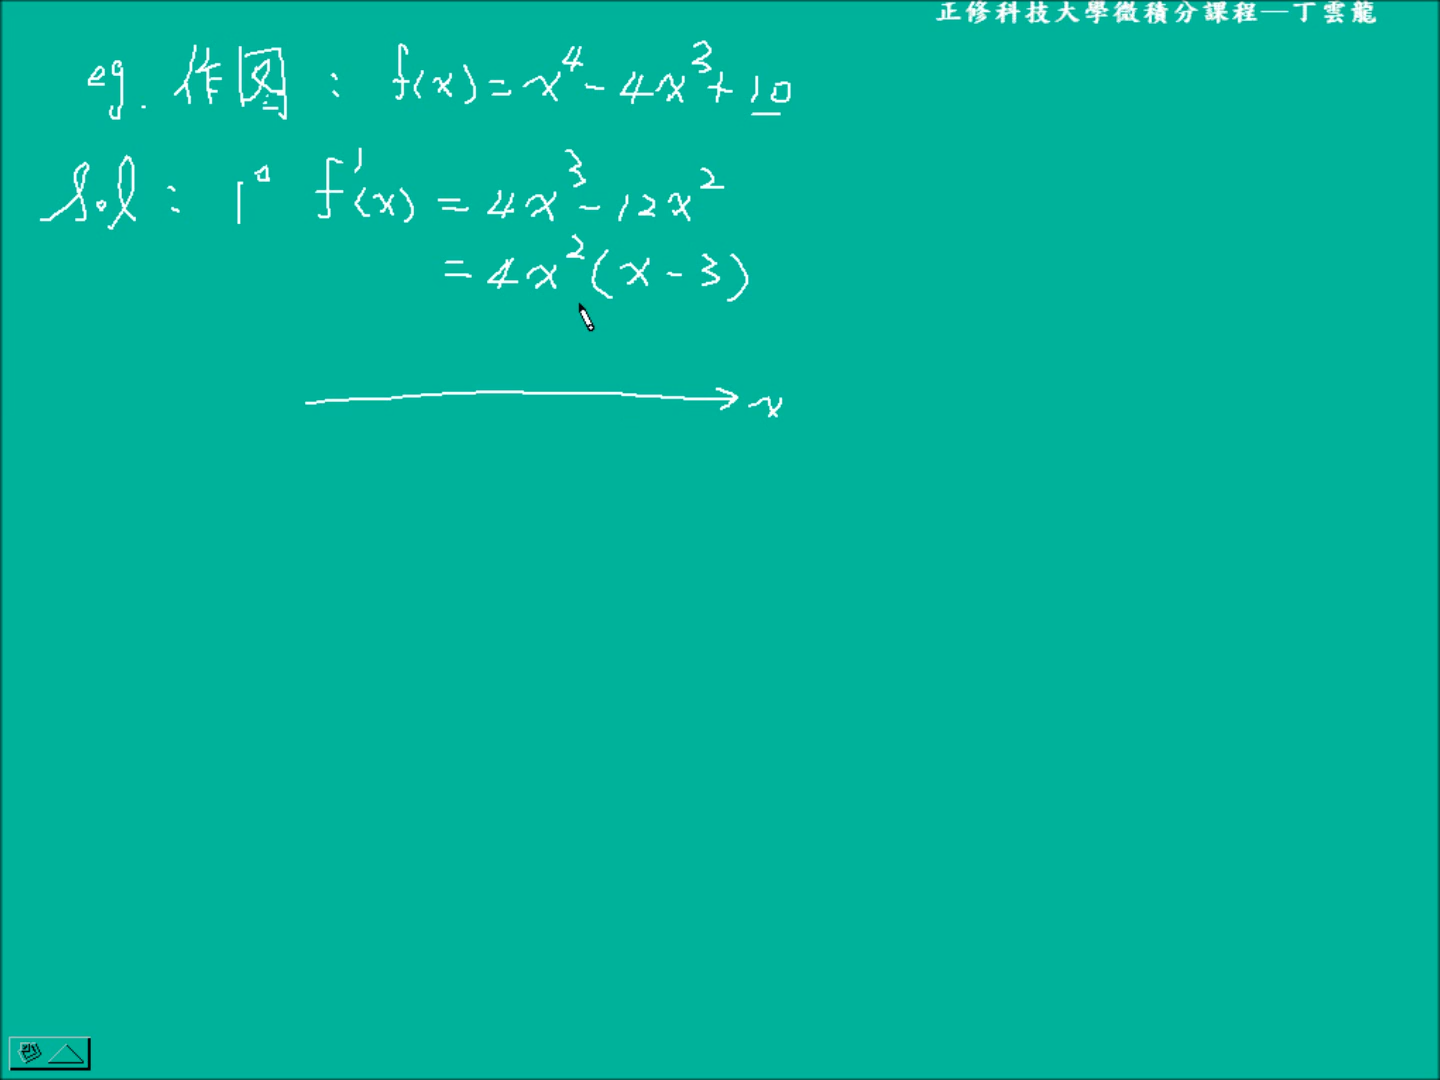 正修科技大學微積分課程—丁雲龍
eg. 作图 : f(x) = x⁴ - 4x³ + 10
Sol : 1° f'(x) = 4x³ - 12x²
= 4x² (x - 3)
x